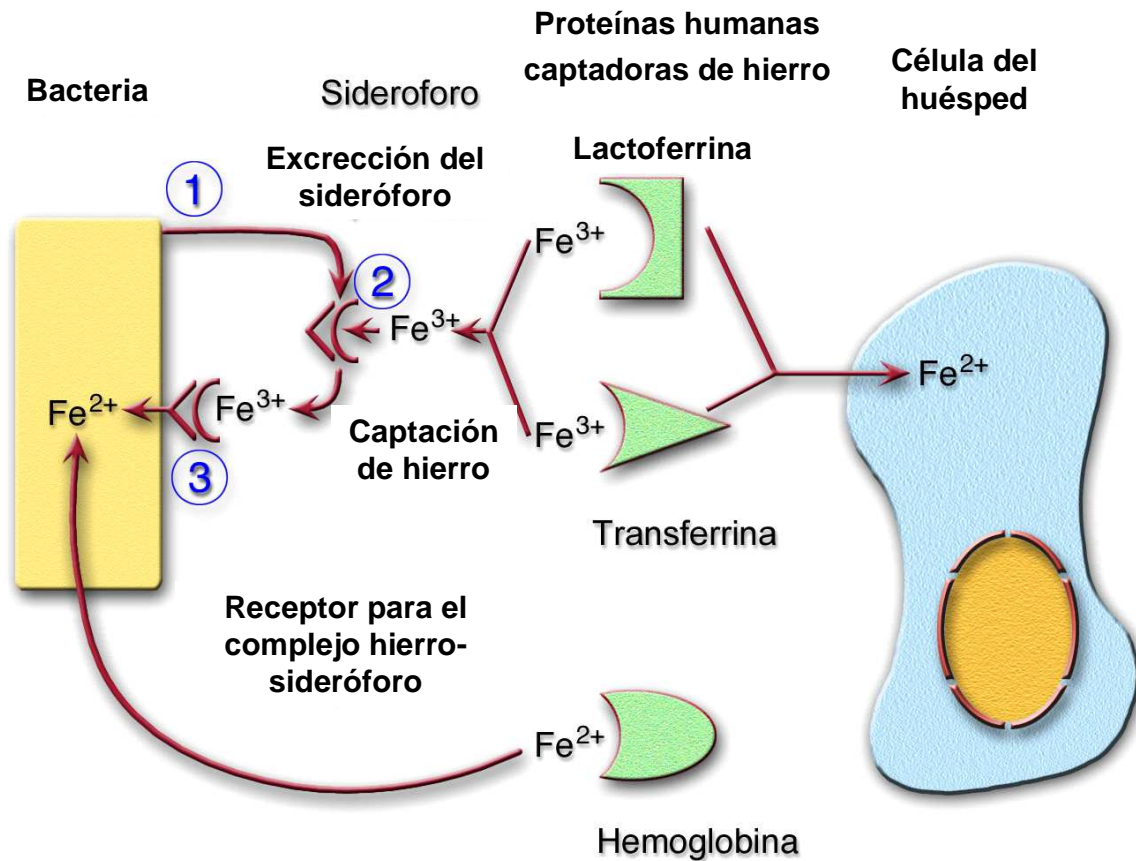 Proteínas humanas
captadoras de hierro
Célula del
huésped
Bacteria
Sideroforo
Lactoferrina
Excrección del
sideróforo
1
2
Fe3+
Fe3+
Fe2+
Fe2+
Fe3+
3
Captación
de hierro
Fe3+
Transferrina
Receptor para el
complejo hierro-
sideróforo
Fe2+
Hemoglobina